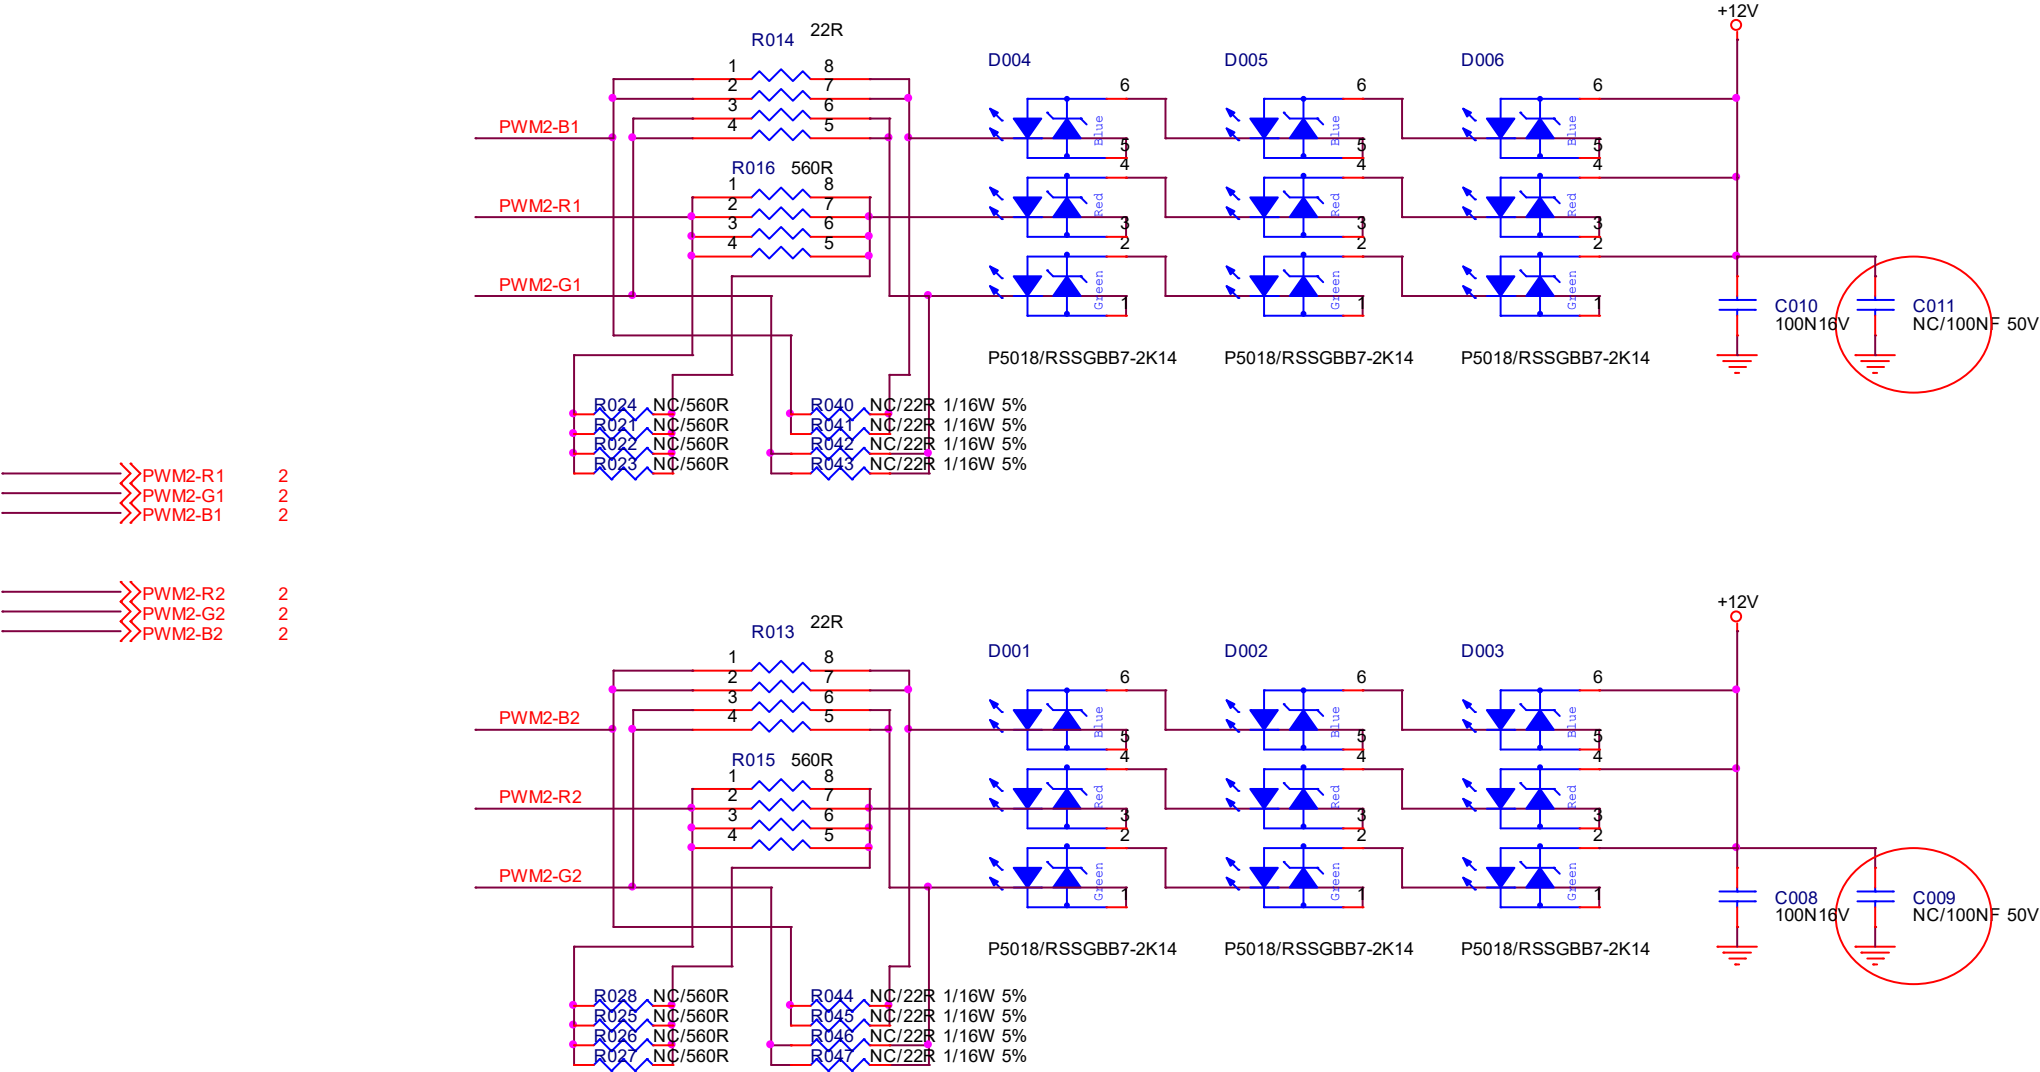 +12V
R014 22R
1 8
2 7
3 6
4 5
D004 D005 D006
6 6 6
PWM2-B1
Blue Blue Blue
5 5 5
4 4 4
R016 560R
1 8
2 7
3 6
4 5
PWM2-R1
Red Red Red
3 3 3
2 2 2
PWM2-G1
Green Green Green
1 1 1
C010 C011
100N16V NC/100NF 50V
P5018/RSSGBB7-2K14 P5018/RSSGBB7-2K14 P5018/RSSGBB7-2K14
R024 NC/560R R040 NC/22R 1/16W 5%
R021 NC/560R R041 NC/22R 1/16W 5%
R022 NC/560R R042 NC/22R 1/16W 5%
R023 NC/560R R043 NC/22R 1/16W 5%
PWM2-R1 2
PWM2-G1 2
PWM2-B1 2
PWM2-R2 2
PWM2-G2 2
PWM2-B2 2
+12V
R013 22R
1 8
2 7
3 6
4 5
D001 D002 D003
6 6 6
PWM2-B2
Blue Blue Blue
5 5 5
4 4 4
R015 560R
1 8
2 7
3 6
4 5
PWM2-R2
Red Red Red
3 3 3
2 2 2
PWM2-G2
Green Green Green
1 1 1
C008 C009
100N16V NC/100NF 50V
P5018/RSSGBB7-2K14 P5018/RSSGBB7-2K14 P5018/RSSGBB7-2K14
R028 NC/560R R044 NC/22R 1/16W 5%
R025 NC/560R R045 NC/22R 1/16W 5%
R026 NC/560R R046 NC/22R 1/16W 5%
R027 NC/560R R047 NC/22R 1/16W 5%